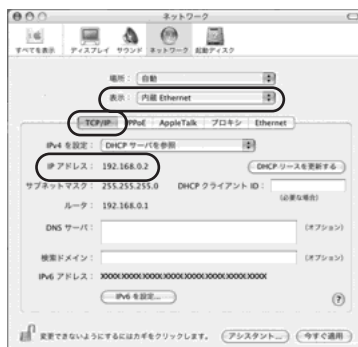 ネットワーク
すべてを表示 ディスプレイ サウンド ネットワーク 起動ディスク
場所： 自動
表示： 内蔵 Ethernet
TCP/IP PPPoE AppleTalk プロキシ Ethernet
IPv4 を設定： DHCP サーバを参照
IP アドレス： 192.168.0.2 DHCP リースを更新する
サブネットマスク： 255.255.255.0 DHCP クライアント ID：
(必要な場合)
ルータ： 192.168.0.1
DNS サーバ： (オプション)
検索ドメイン： (オプション)
IPv6 アドレス： XXXX:XXXX:XXXX:XXXX:XXXX:XXXX:XXXX:XXXX
IPv6 を設定... ?
変更できないようにするにはカギをクリックします。 アシスタント... 今すぐ適用